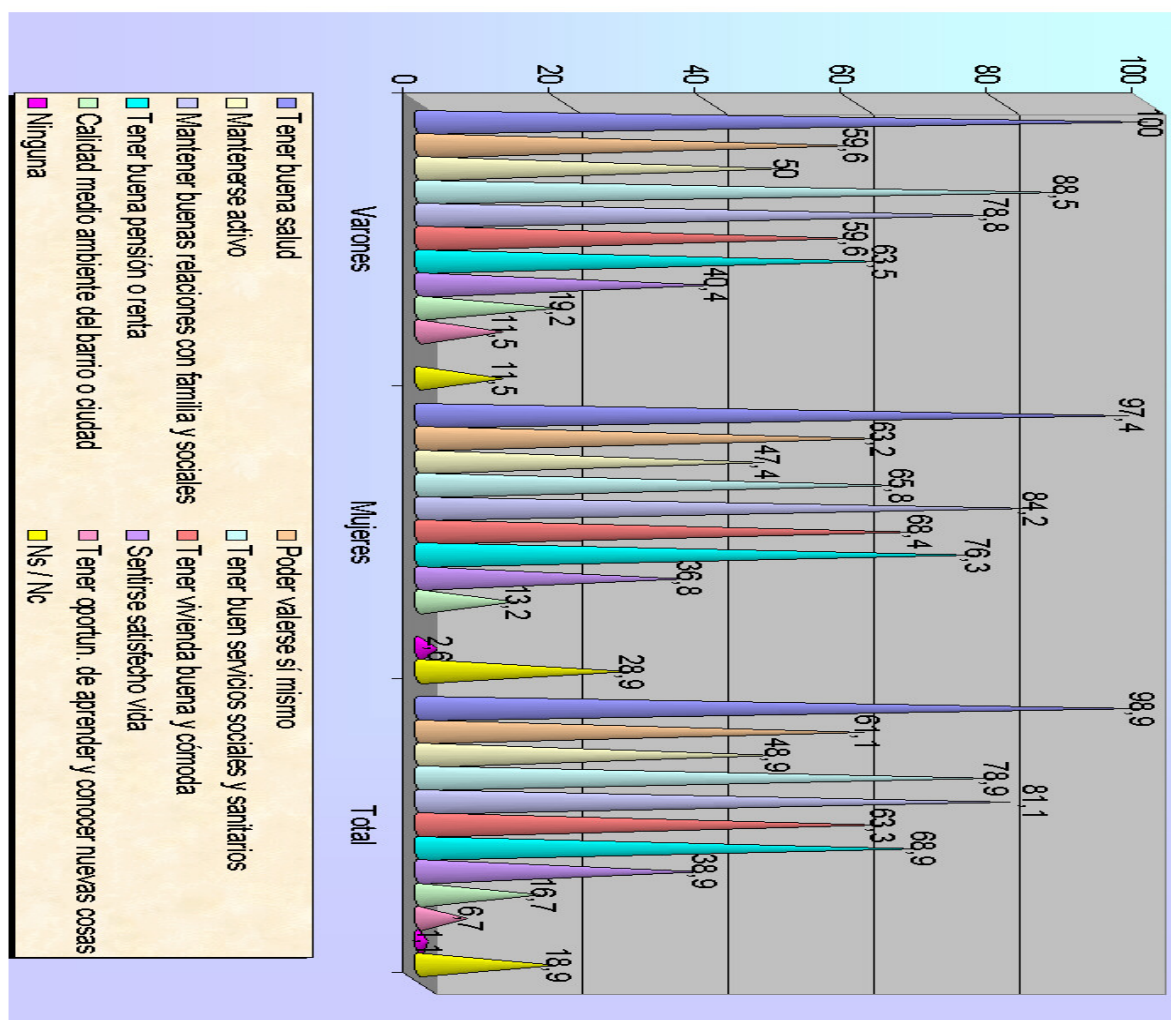 100
80
60
40
20
0
100
59,6
50
88,5
78,8
59,6
63,5
40,4
19,2
11,5
11,5
97,4
63,2
47,4
65,8
84,2
68,4
76,3
36,8
13,2
2,6
28,9
98,9
61,1
48,9
78,9
81,1
63,3
68,9
38,9
16,7
6,7
1,1
18,9
Varones
Mujeres
Total
Tener buena salud
Poder valerse sí mismo
Mantenerse activo
Tener buen servicios sociales y sanitarios
Mantener buenas relaciones con familia y sociales
Tener vivienda buena y cómoda
Tener buena pensión o renta
Sentirse satisfecho vida
Calidad medio ambiente del barrio o ciudad
Tener oportun. de aprender y conocer nuevas cosas
Ninguna
Ns / Nc